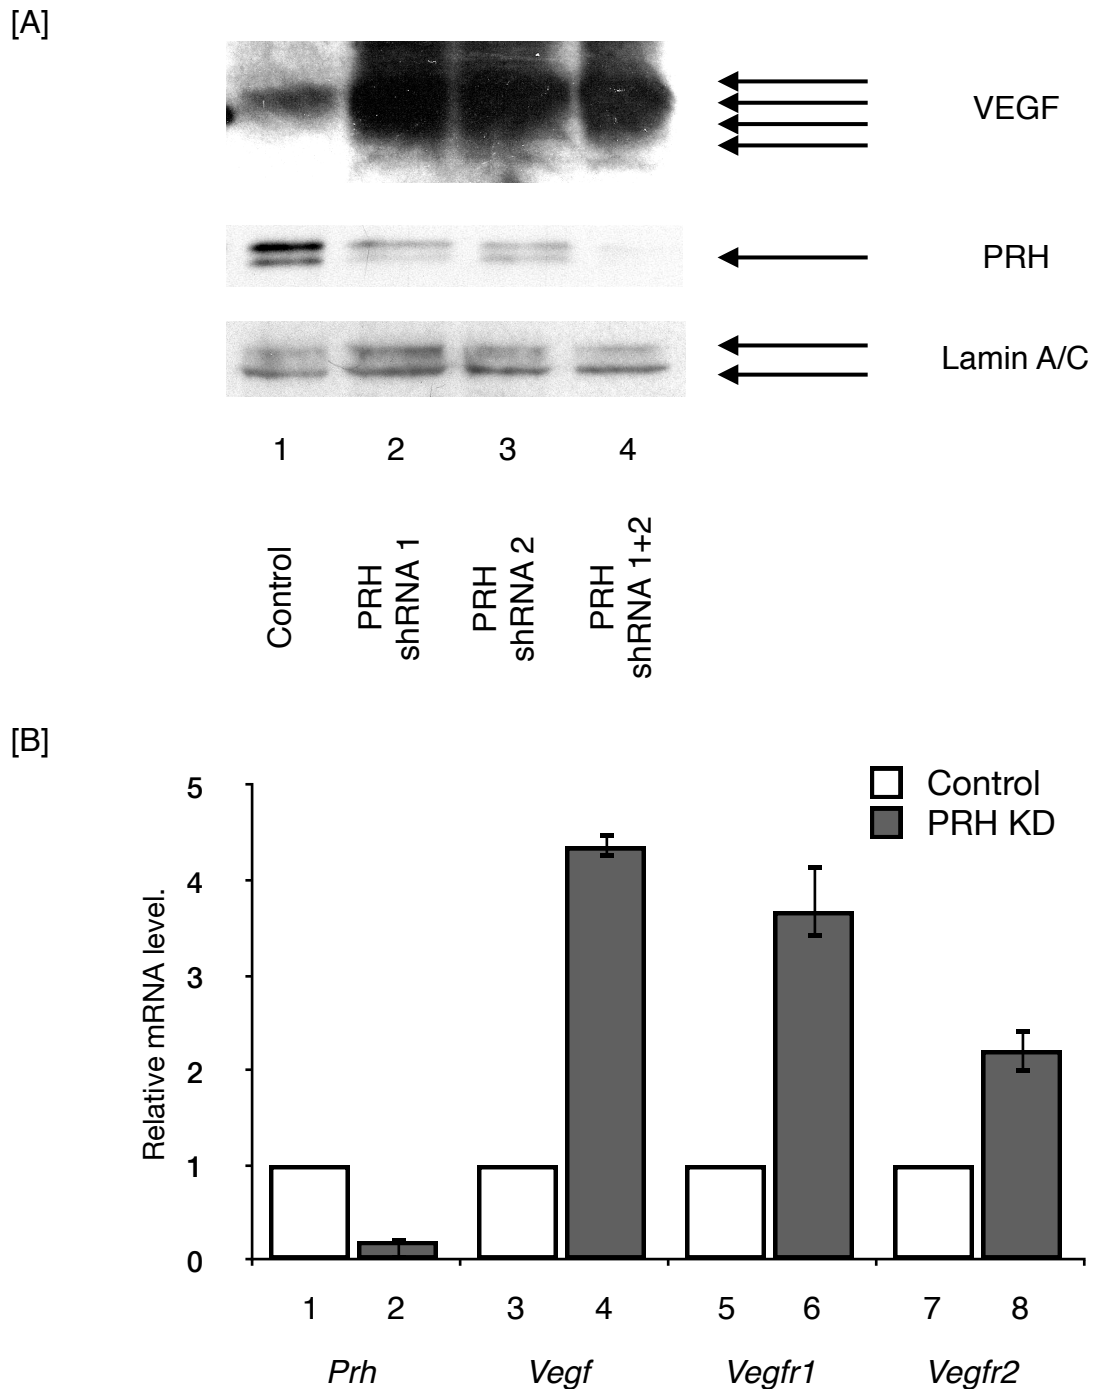 [A]
VEGF
PRH
Lamin A/C
1 2 3 4
Control
PRH
shRNA 1
PRH
shRNA 2
PRH
shRNA 1+2
[B]
Control
PRH KD
Relative mRNA level.
5
4
3
2
1
0
1 2 3 4 5 6 7 8
Prh Vegf Vegfr1 Vegfr2